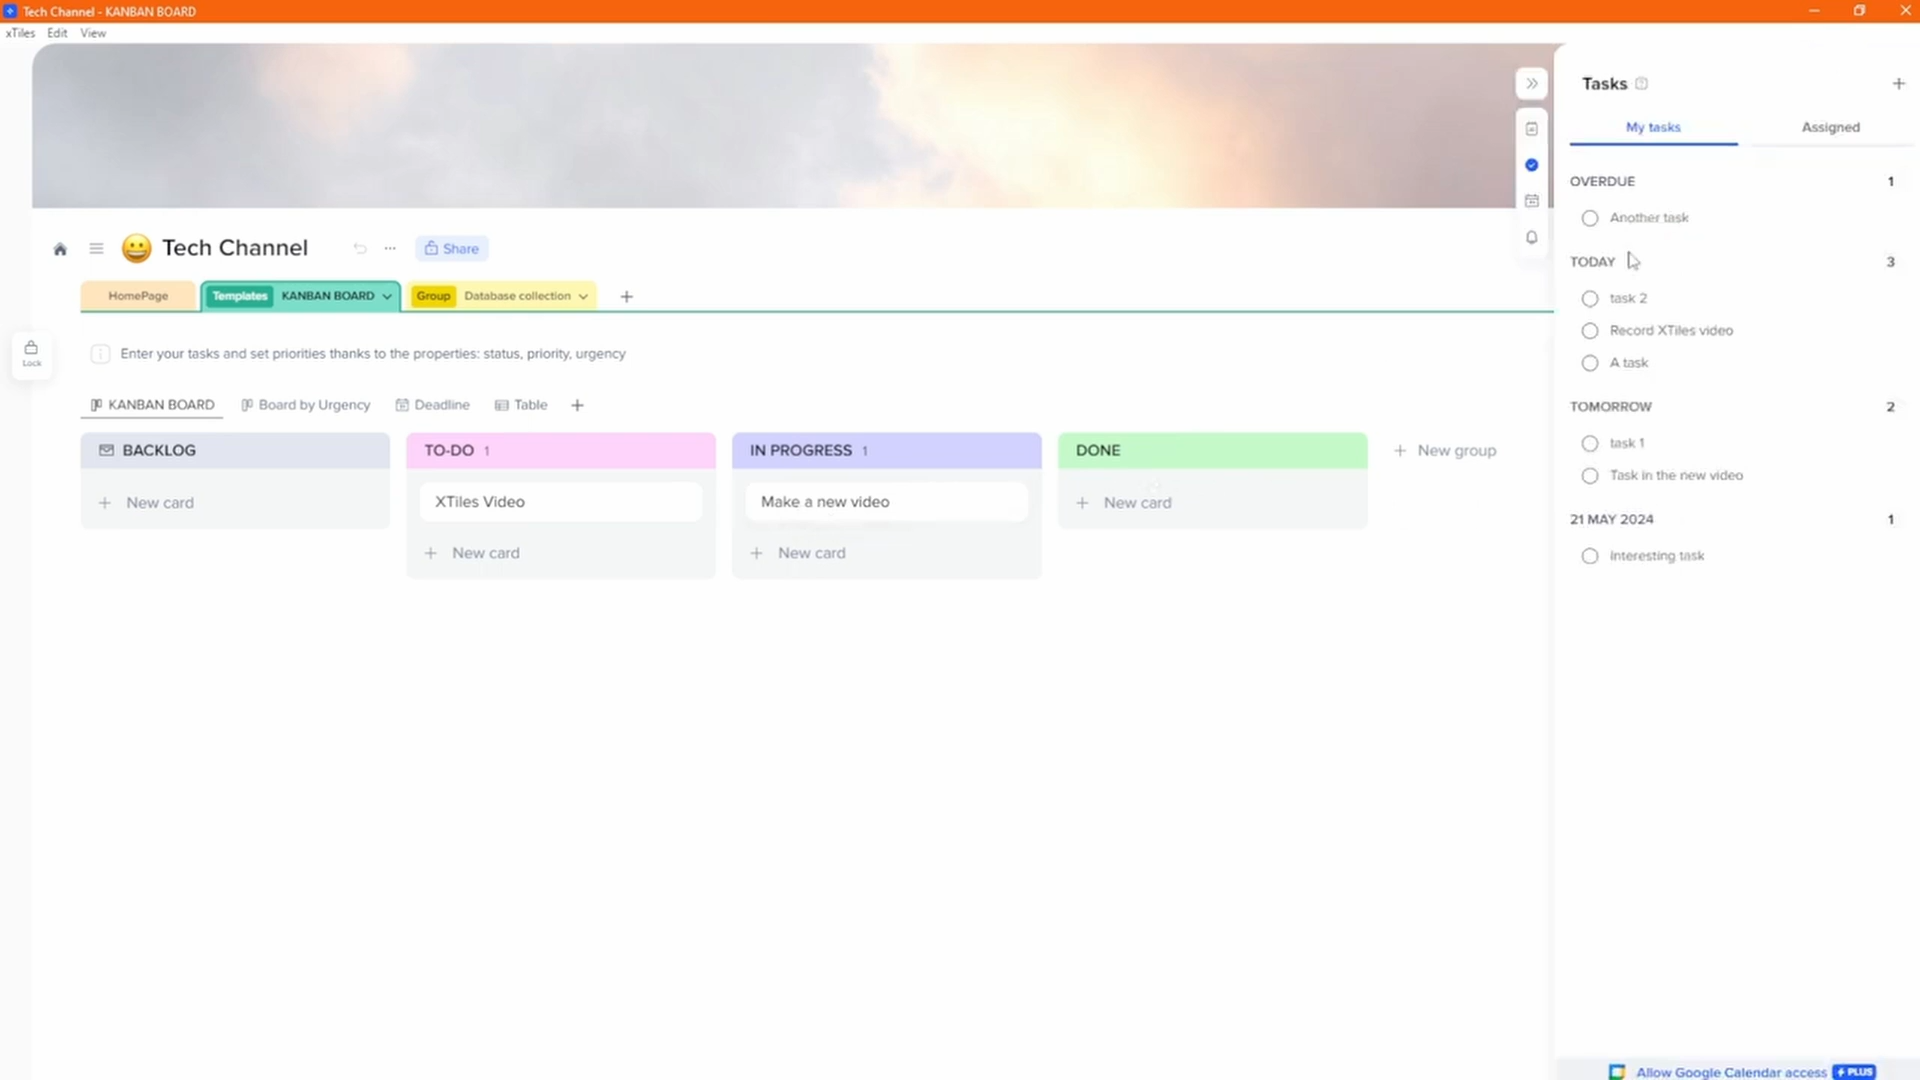 Tech Channel - KANBAN BOARD
xTiles Edit View
Tasks
My tasks Assigned
OVERDUE 1
Another task
TODAY 3
task 2
Record XTiles video
A task
TOMORROW 2
task 1
Task in the new video
21 MAY 2024 1
Interesting task
Allow Google Calendar access PLUS
Tech Channel
Share
HomePage Templates KANBAN BOARD Group Database collection
Lock
Enter your tasks and set priorities thanks to the properties: status, priority, urgency
KANBAN BOARD Board by Urgency Deadline Table
BACKLOG
New card
TO-DO 1
XTiles Video
New card
IN PROGRESS 1
Make a new video
New card
DONE
New card
New group